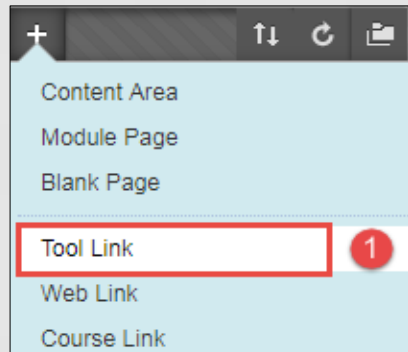 Content Area
Module Page
Blank Page
Tool Link 1
Web Link
Course Link